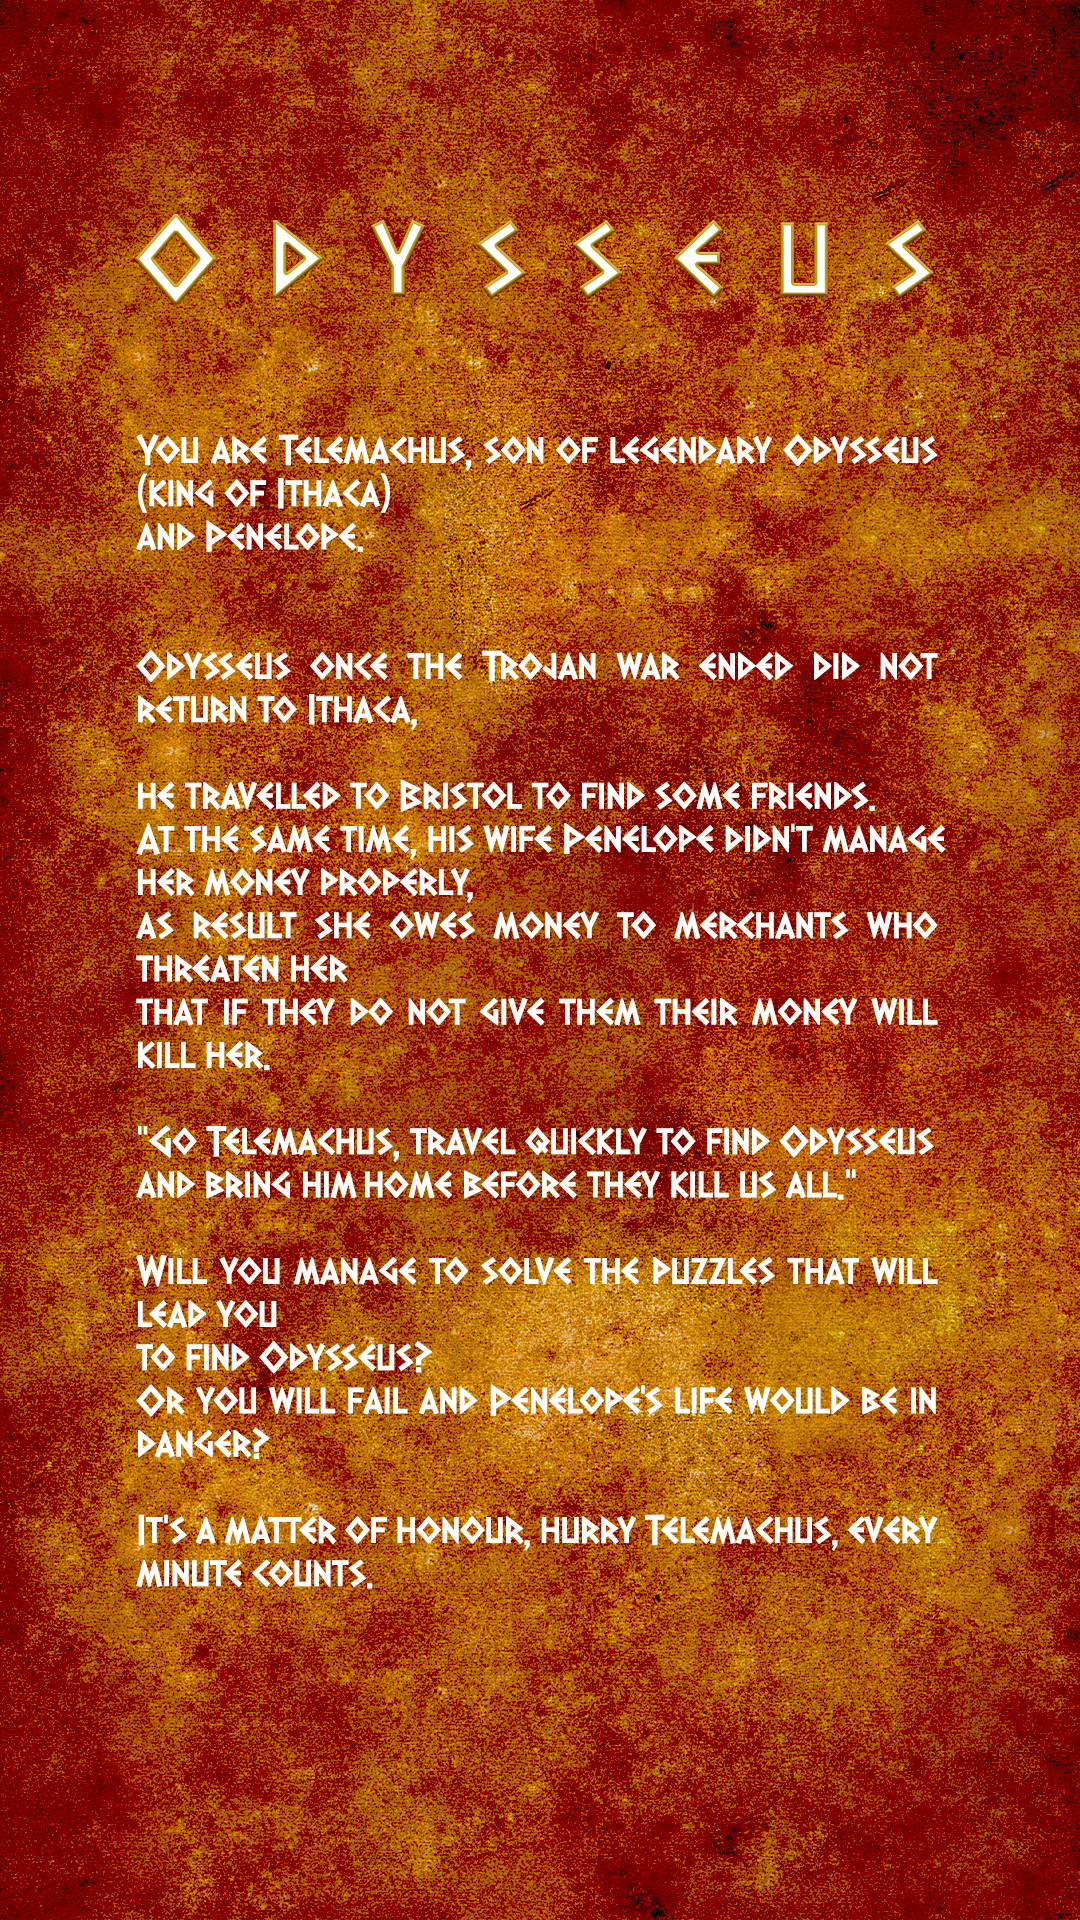 Odysseus
You are Telemachus, son of legendary Odysseus
(king of Ithaca)
and Penelope.
Odysseus once the Trojan war ended did not
return to Ithaca,
he travelled to Bristol to find some friends.
At the same time, his wife Penelope didn't manage
her money properly,
as result she owes money to merchants who
threaten her
that if they do not give them their money will
kill her.
"Go Telemachus, travel quickly to find Odysseus
and bring him home before they kill us all."
Will you manage to solve the puzzles that will
lead you
to find Odysseus?
Or you will fail and Penelope's life would be in
danger?
It's a matter of honour, hurry Telemachus, every
minute counts.